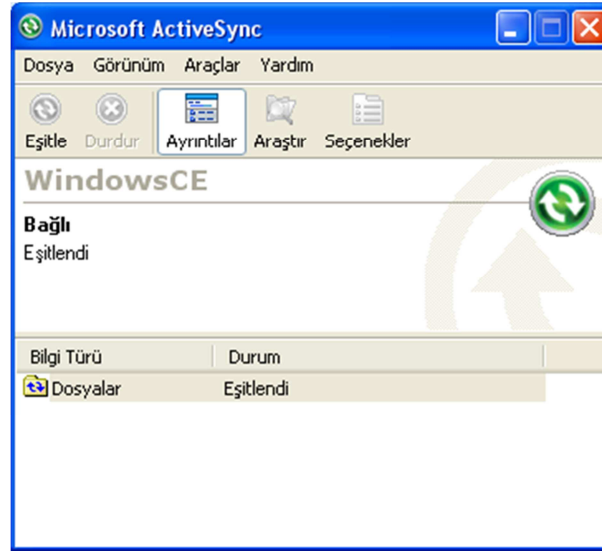 Microsoft ActiveSync
Dosya Görünüm Araçlar Yardım
Eşitle Durdur Ayrıntılar Araştır Seçenekler
WindowsCE
Bağlı
Eşitlendi
Bilgi Türü Durum
Dosyalar Eşitlendi